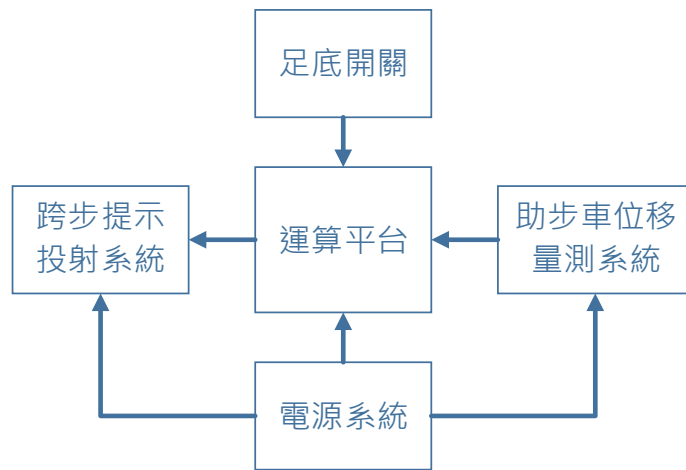 足底開關
跨步提示
投射系統
運算平台
助步車位移
量測系統
電源系統